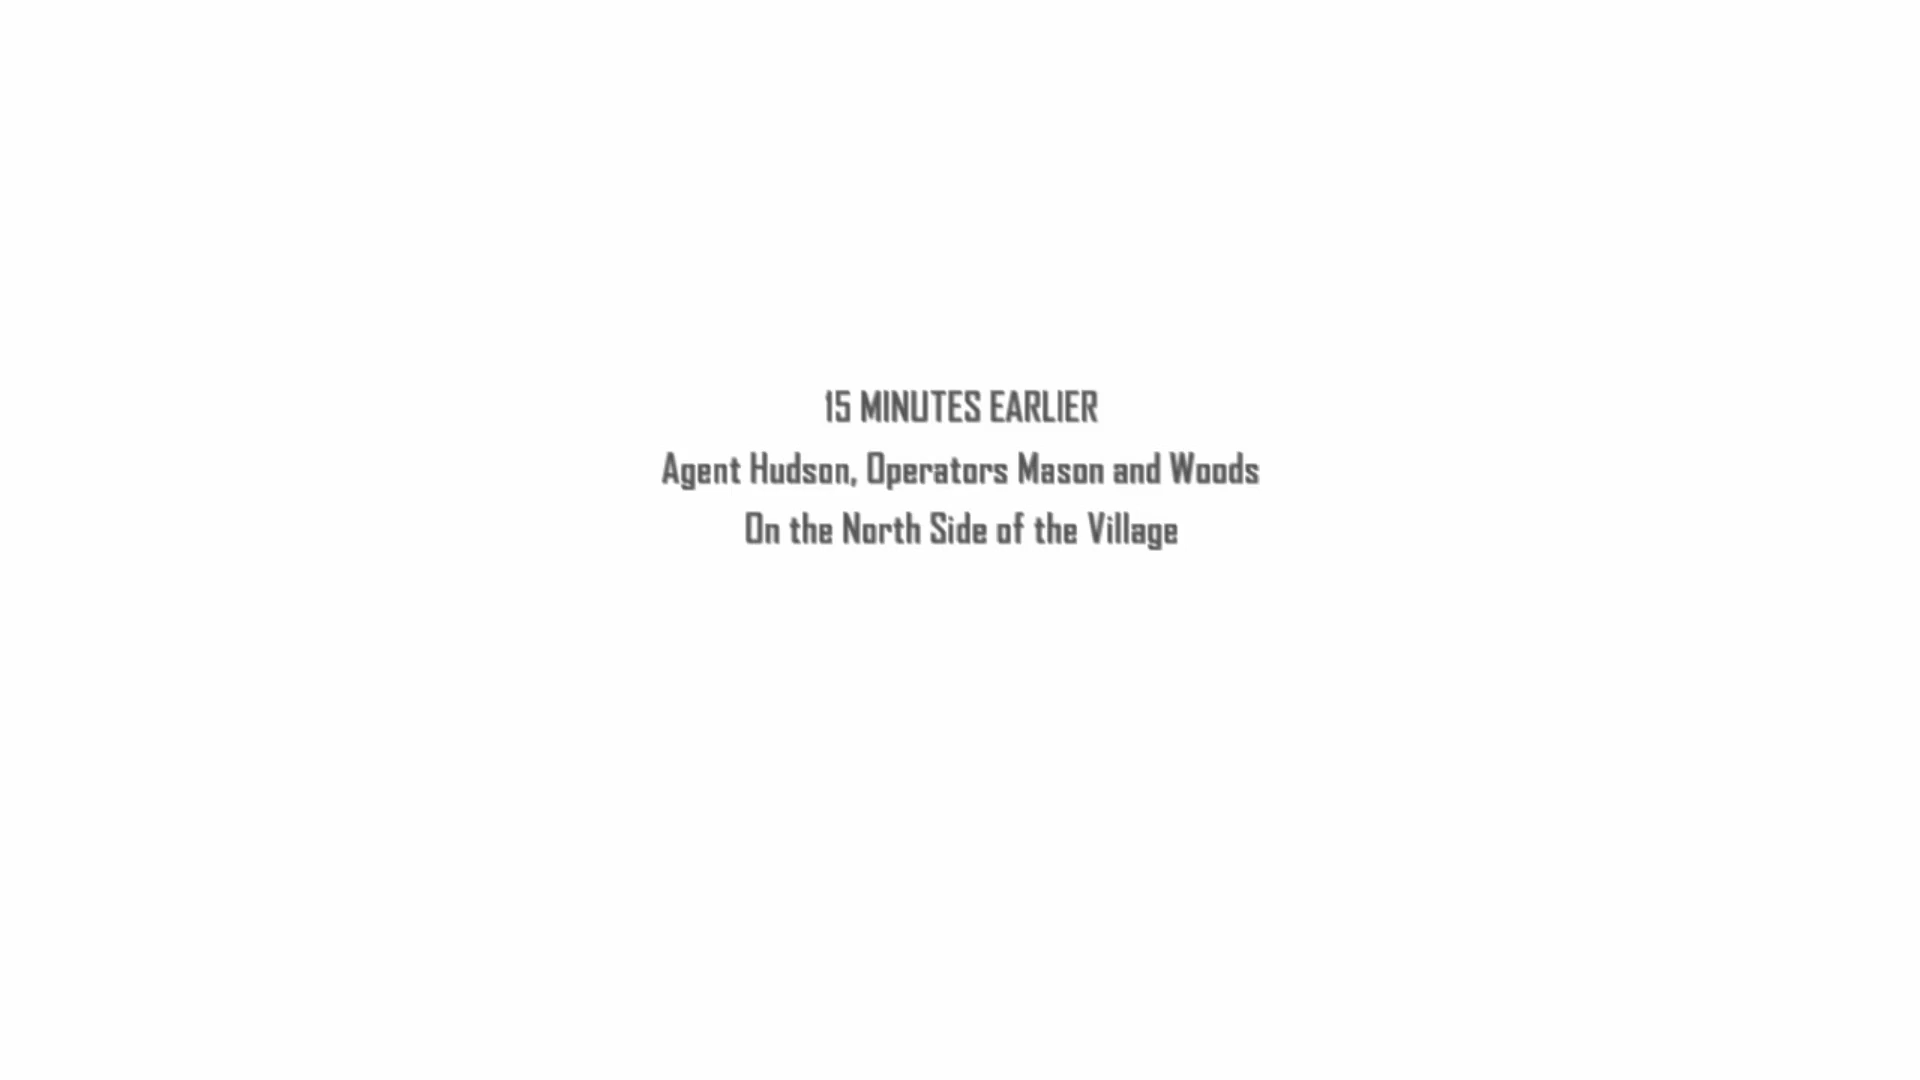 15 MINUTES EARLIER
Agent Hudson, Operators Mason and Woods
On the North Side of the Village